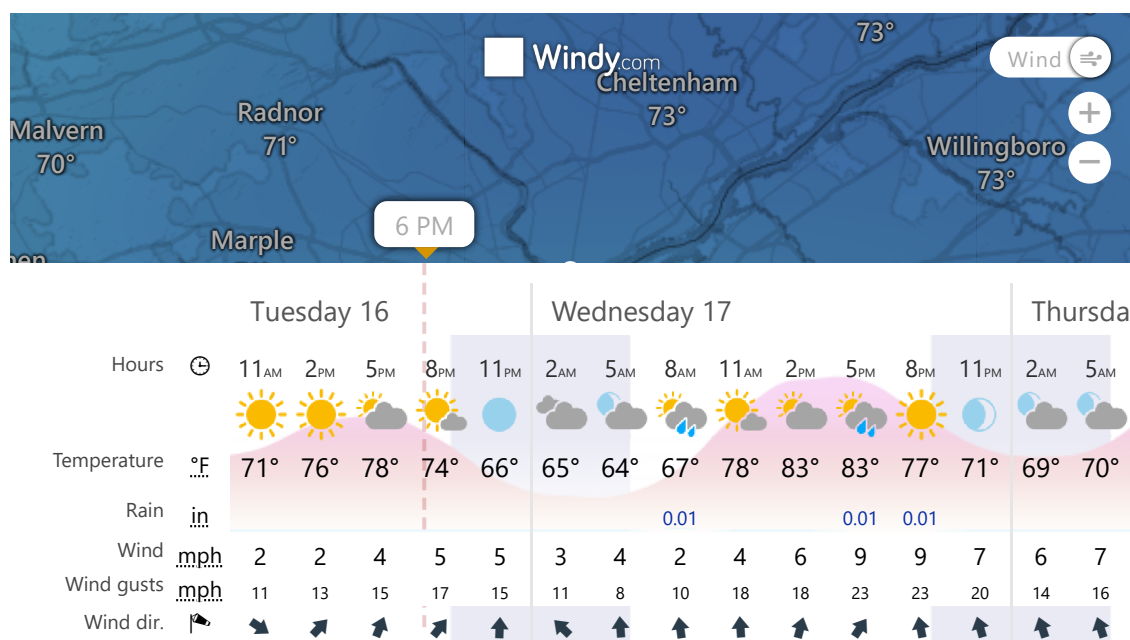 73°
Windy.com
Wind
Cheltenham
73°
Radnor
71°
Malvern
70°
Willingboro
73°
+
−
6 PM
Marple
Tuesday 16 Wednesday 17 Thursda
Hours 11AM 2PM 5PM 8PM 11PM 2AM 5AM 8AM 11AM 2PM 5PM 8PM 11PM 2AM 5AM
Temperature °F 71° 76° 78° 74° 66° 65° 64° 67° 78° 83° 83° 77° 71° 69° 70°
Rain in 0.01 0.01 0.01
Wind mph 2 2 4 5 5 3 4 2 4 6 9 9 7 6 7
Wind gusts mph 11 13 15 17 15 11 8 10 18 18 23 23 20 14 16
Wind dir.